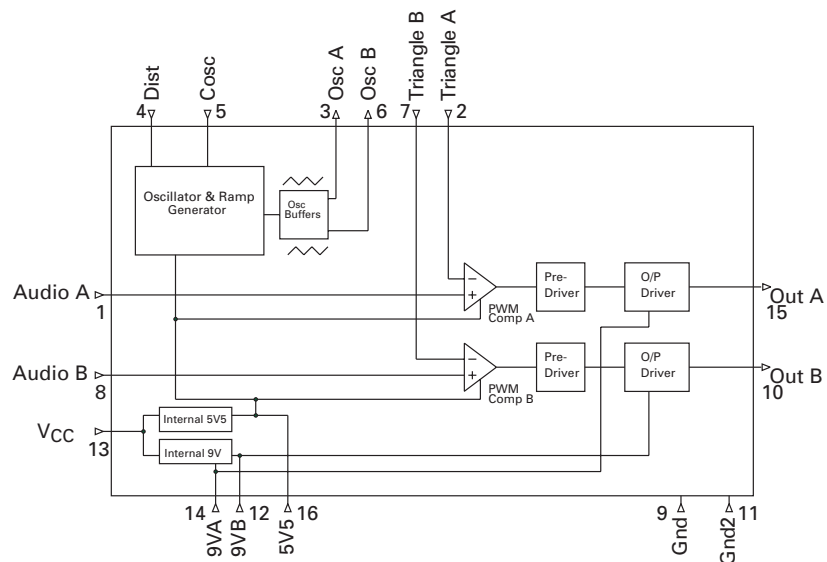 Dist
Cosc
Osc A
Osc B
Triangle B
Triangle A
4
5
3
6
7
2
Oscillator & Ramp
Generator
Osc
Buffers
Audio A
1
PWM
Comp A
Pre-
Driver
O/P
Driver
Out A
15
Audio B
8
PWM
Comp B
Pre-
Driver
O/P
Driver
Out B
10
VCC
13
Internal 5V5
Internal 9V
14
12
16
9
11
9VA
9VB
5V5
Gnd
Gnd2